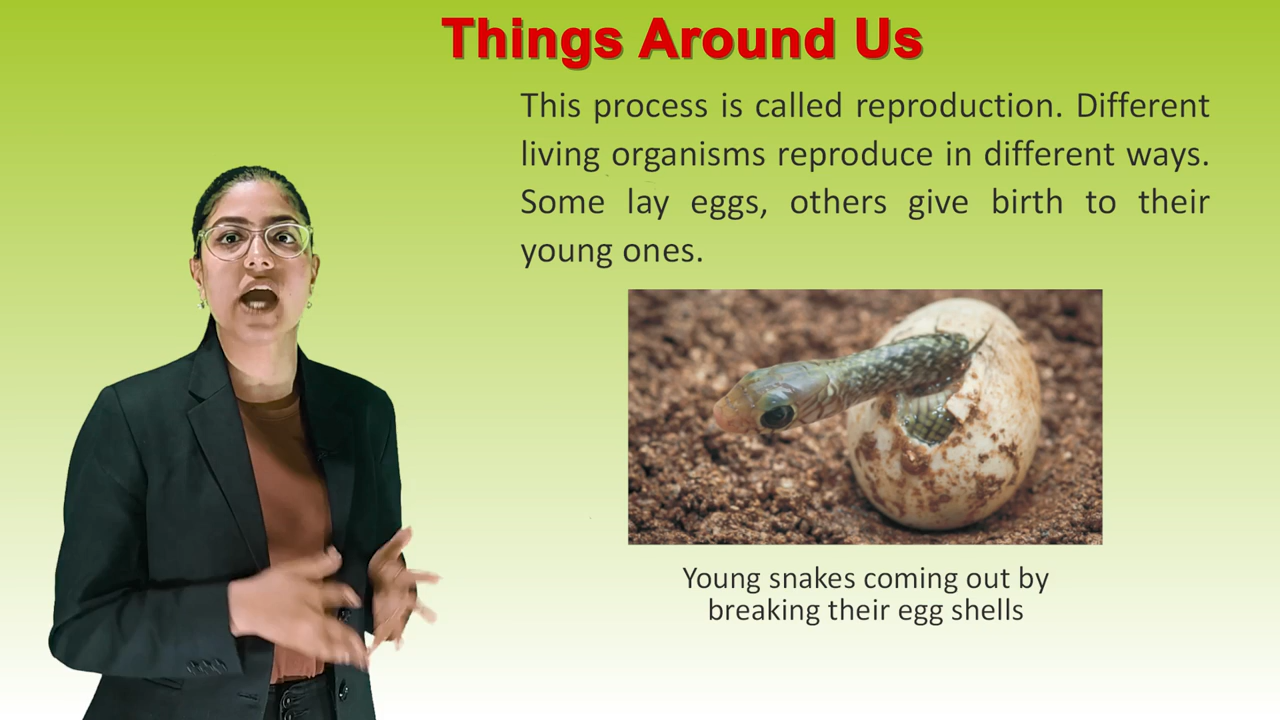 Things Around Us
This process is called reproduction. Different
living organisms reproduce in different ways.
Some lay eggs, others give birth to their
young ones.
Young snakes coming out by
breaking their egg shells